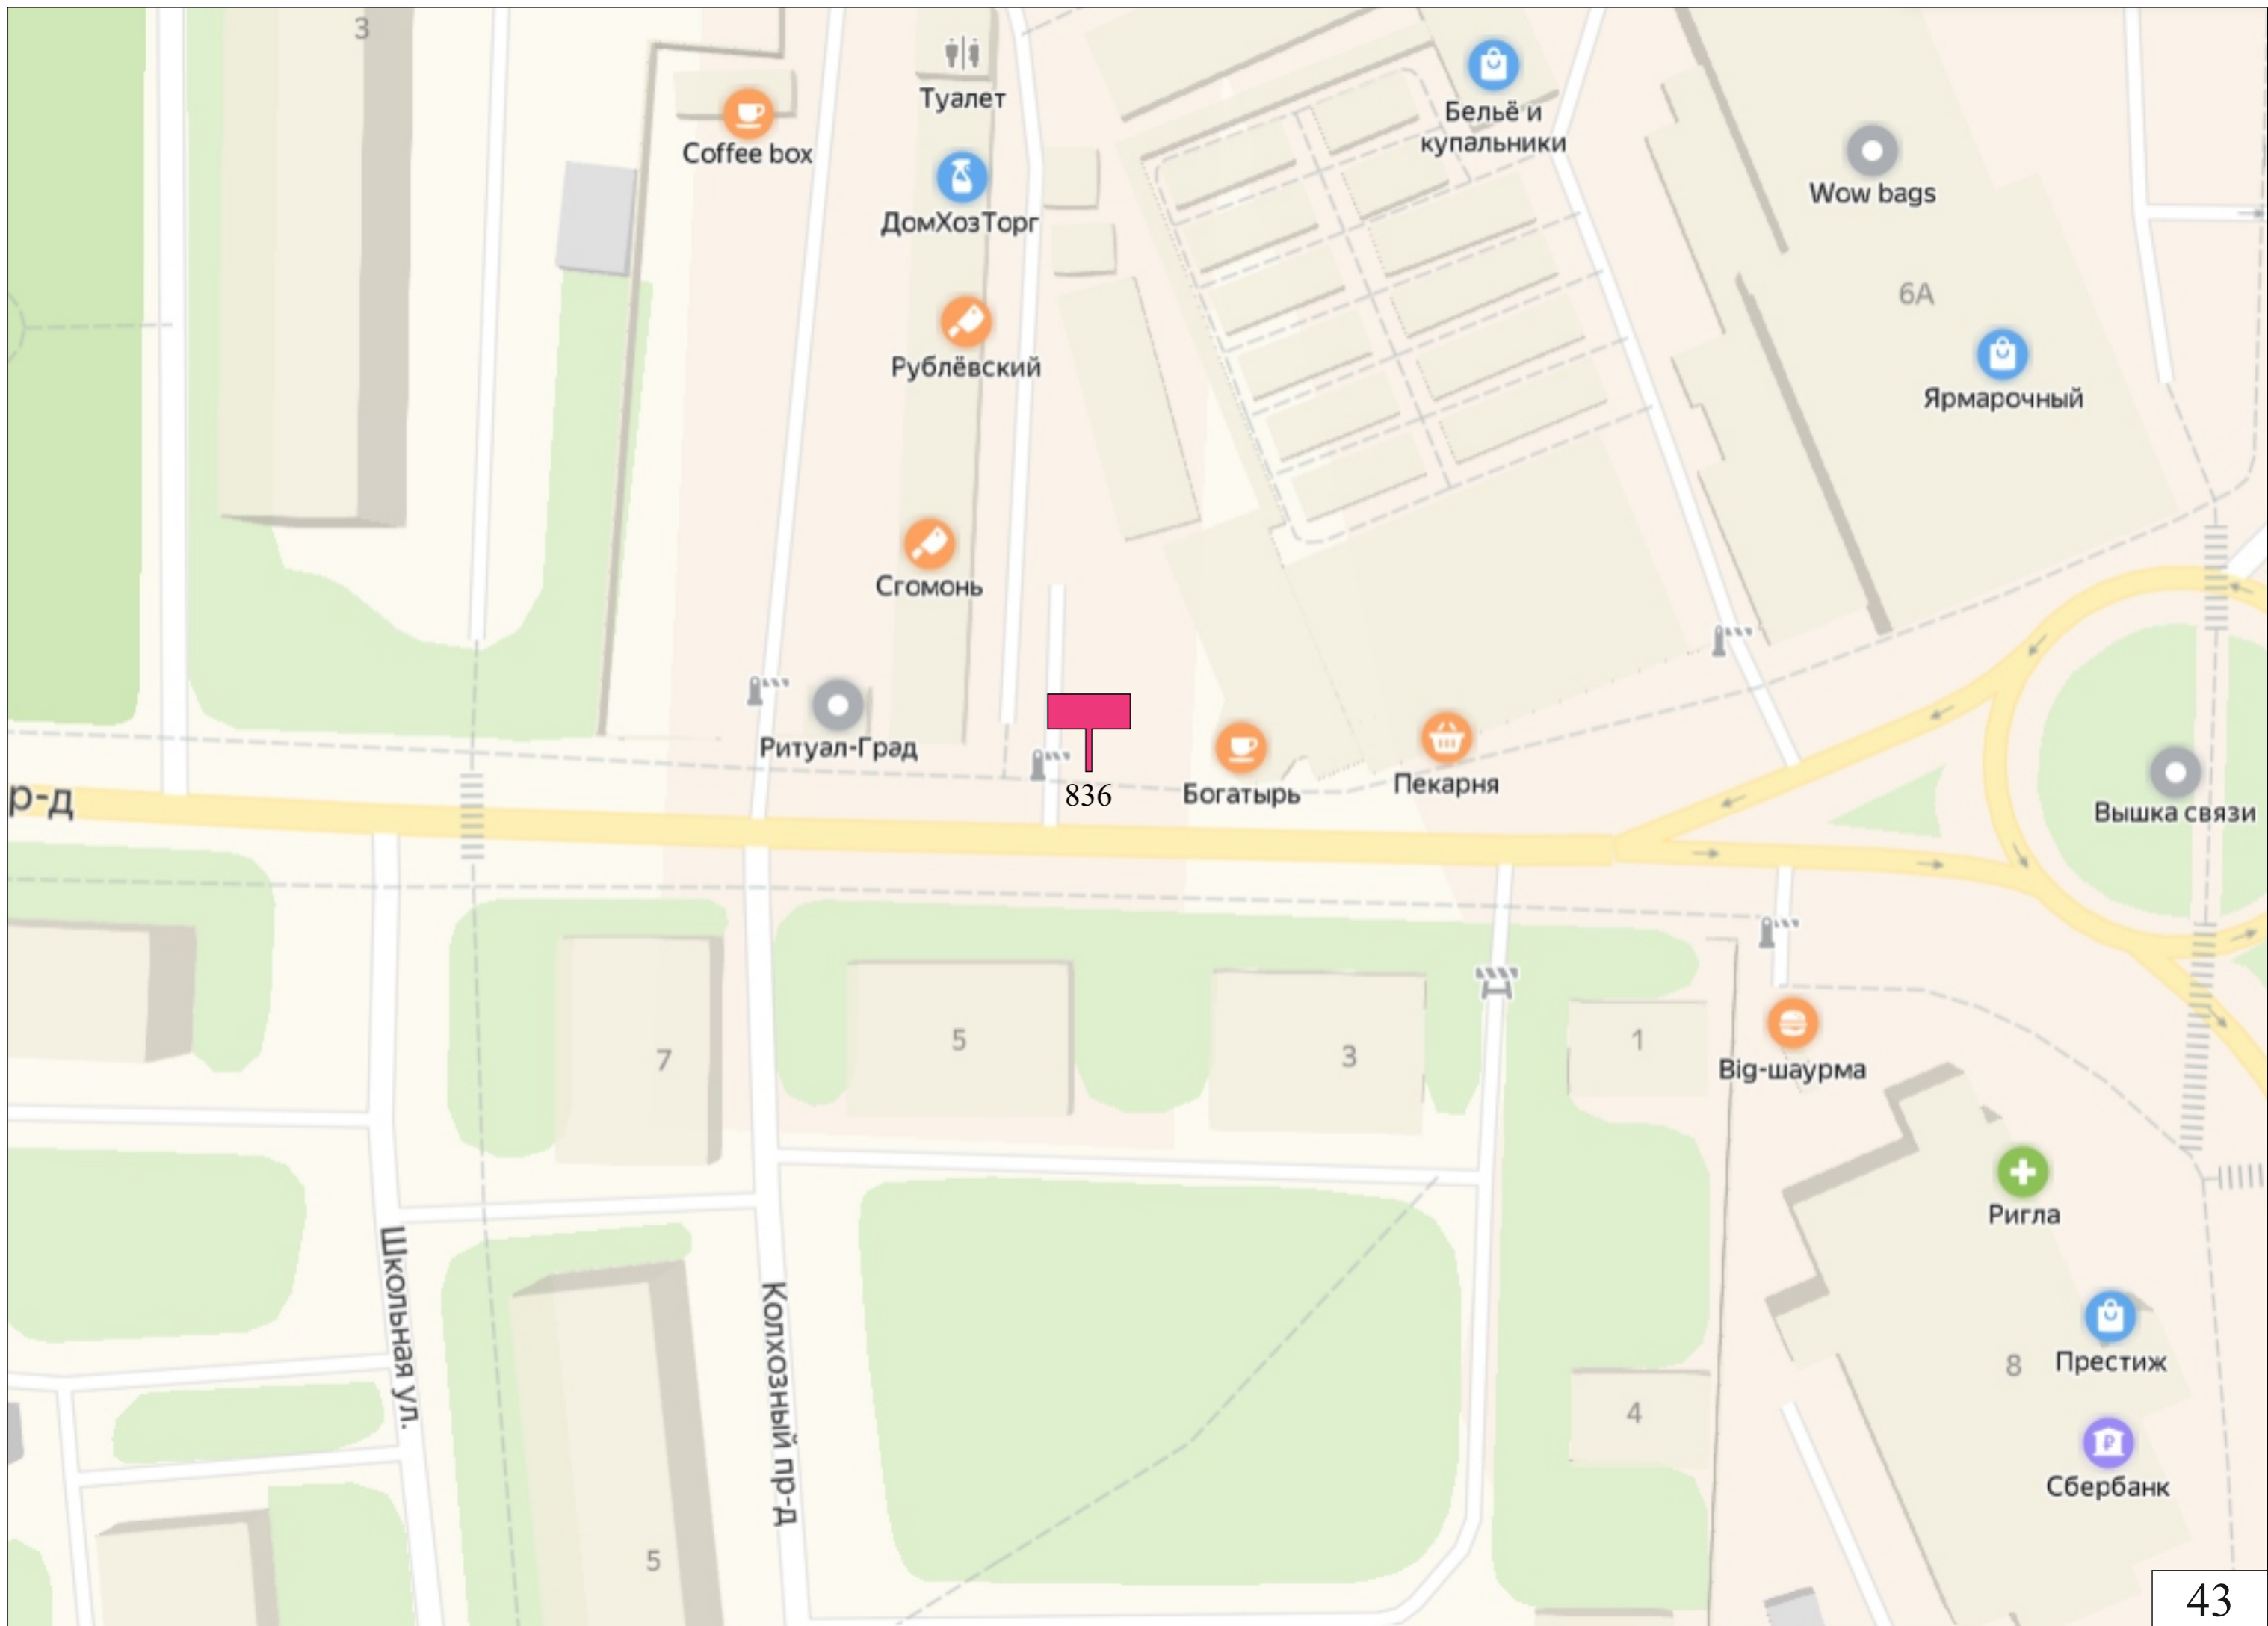 3
Туалет
Бельё и
купальники
Coffee box
Wow bags
ДомХозТорг
6А
Рублёвский
Ярмарочный
Сгомонь
Ритуал-Град
836
Богатырь
Пекарня
р-д
Вышка связи
7
5
3
1
Big-шаурма
Ригла
Школьная ул.
Колхозный пр-д
8
Престиж
4
Сбербанк
5
43